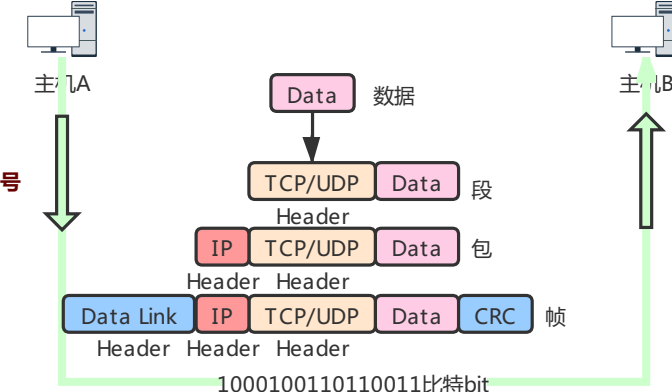 主机A
主机B
Data 数据
号
TCP/UDP Data 段
Header
IP TCP/UDP Data 包
Header Header
Data Link IP TCP/UDP Data CRC 帧
Header Header Header
1000100110110011比特bit